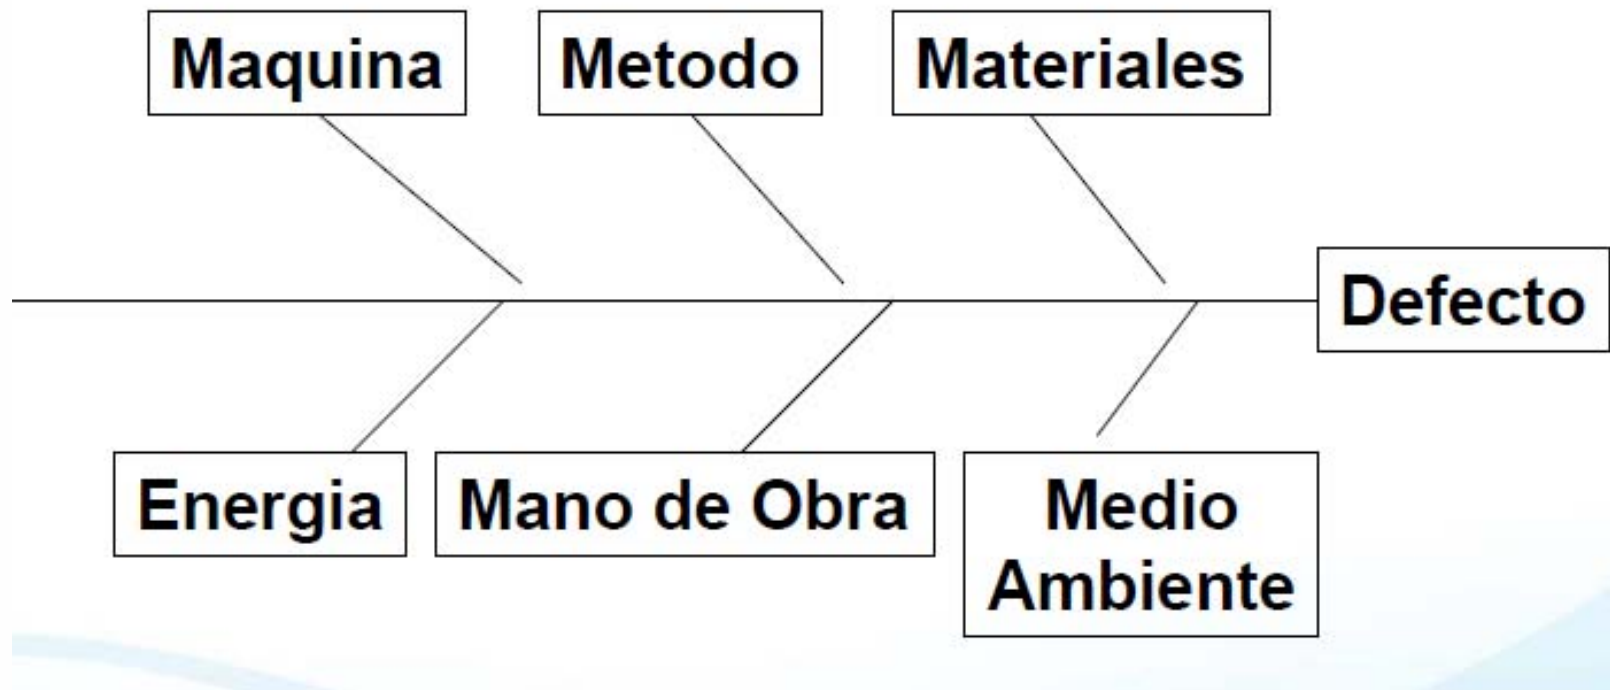 Maquina
Metodo
Materiales
Defecto
Energia
Mano de Obra
Medio
Ambiente